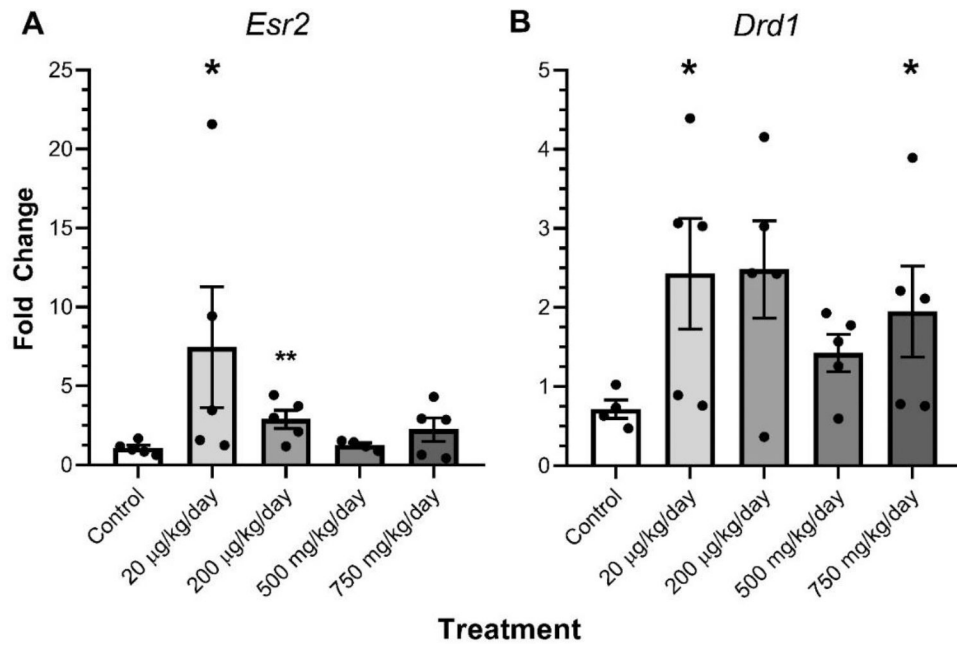 A
Esr2
B
Drd1
*
**
*
*
Fold Change
25
20
15
10
5
0
5
4
3
2
1
0
Control
20 µg/kg/day
200 µg/kg/day
500 mg/kg/day
750 mg/kg/day
Control
20 µg/kg/day
200 µg/kg/day
500 mg/kg/day
750 mg/kg/day
Treatment